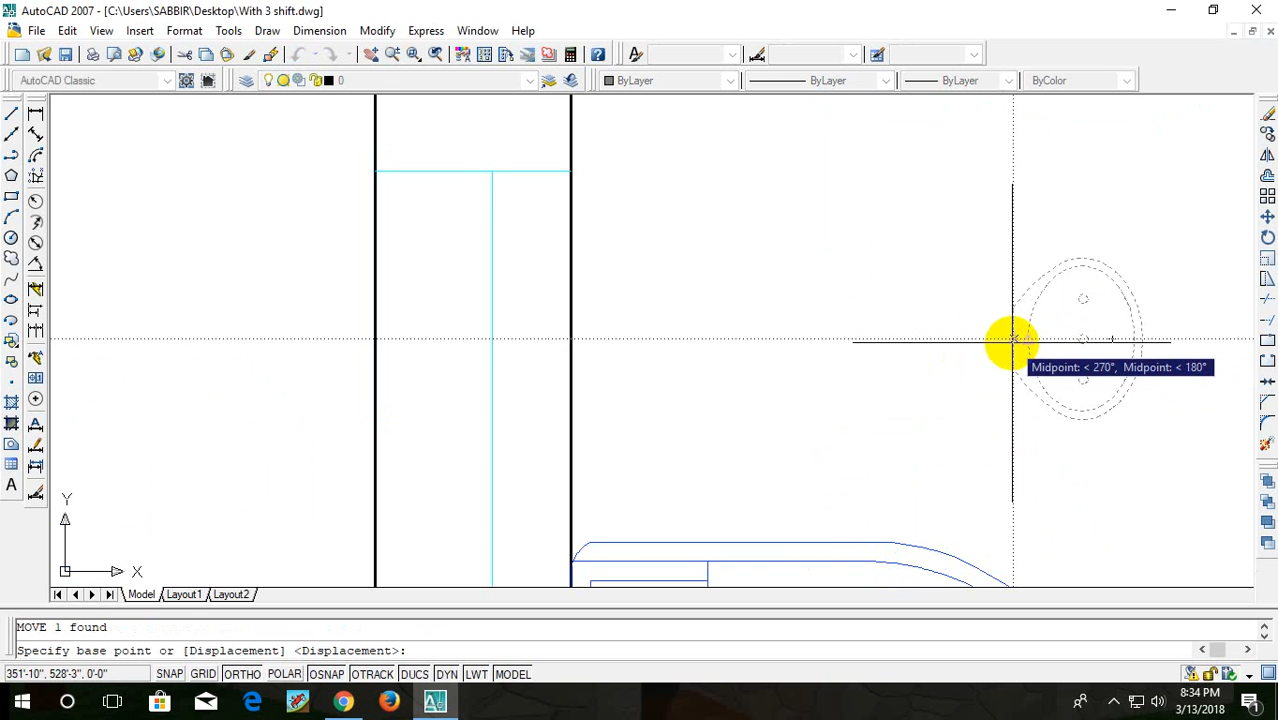 AutoCAD 2007 - [C:\Users\SABBIR\Desktop\With 3 shift.dwg]
File Edit View Insert Format Tools Draw Dimension Modify Express Window Help
AutoCAD Classic 0 ByLayer ByLayer ByLayer ByColor
Midpoint: < 270°, Midpoint: < 180°
Y
X
Model Layout1 Layout2
MOVE 1 found
Specify base point or [Displacement] <Displacement>:
351'-10", 528'-3", 0'-0" SNAP GRID ORTHO POLAR OSNAP OTRACK DUCS DYN LWT MODEL
8:34 PM
3/13/2018